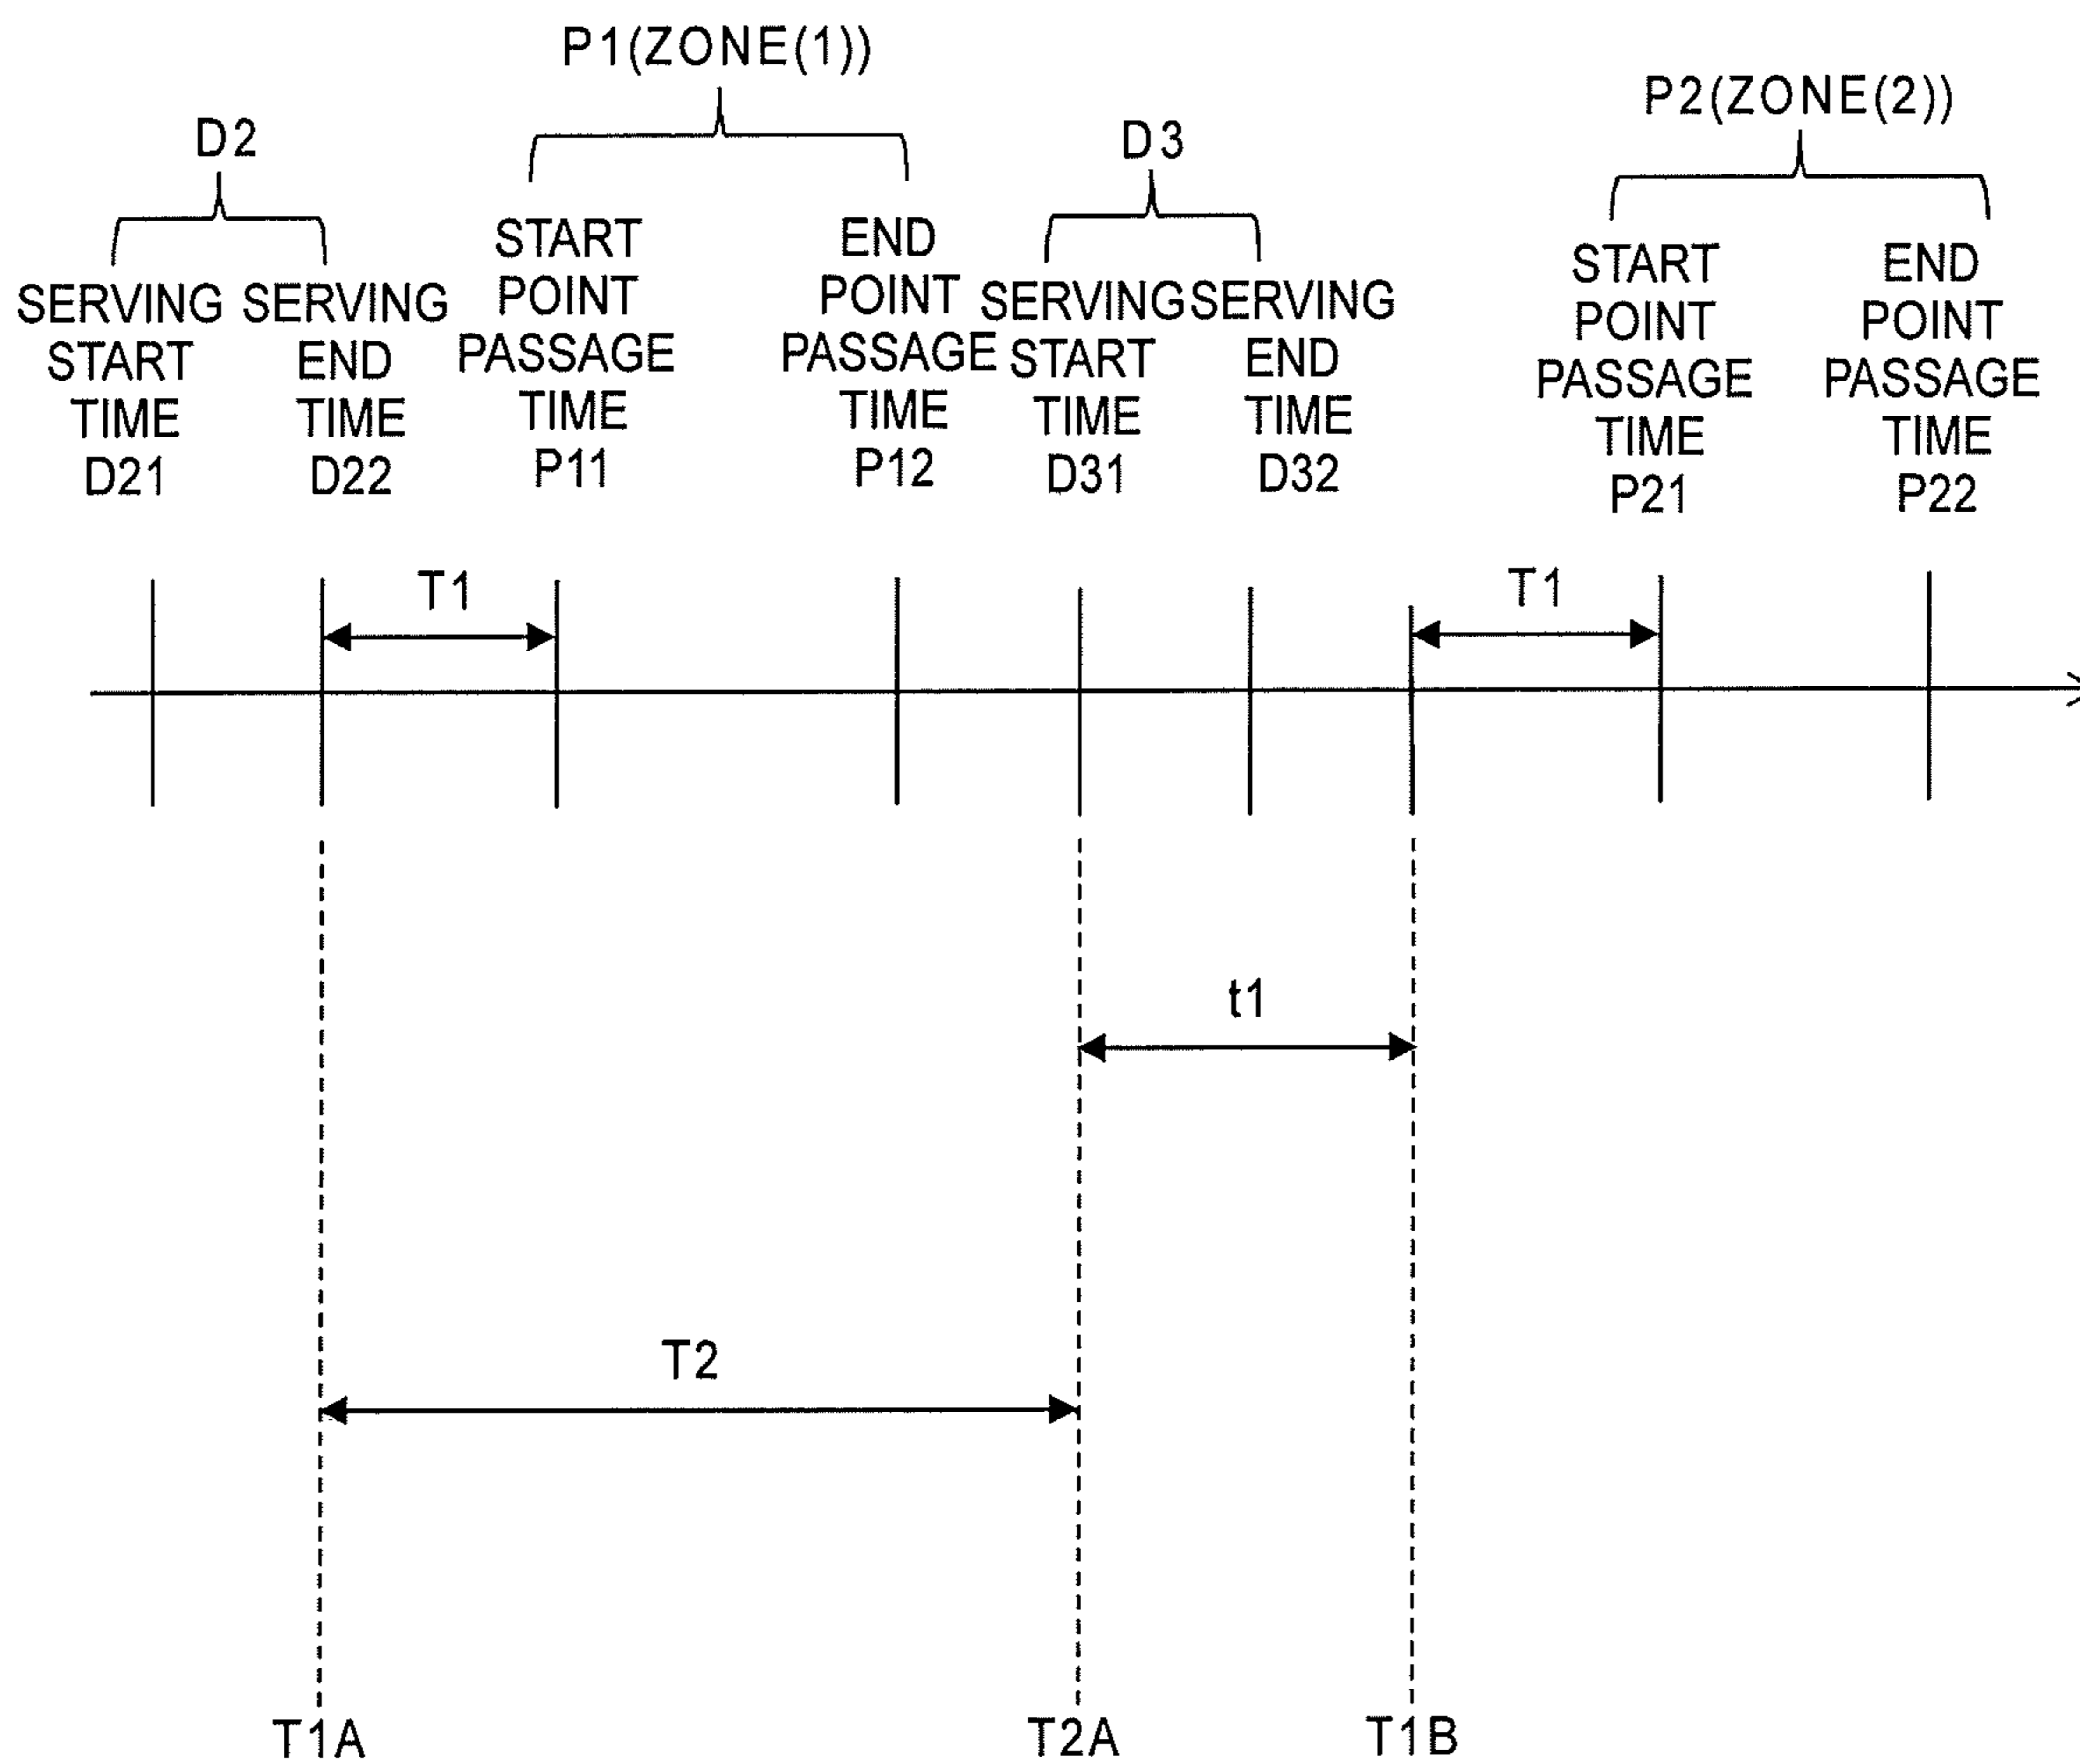 P1(ZONE(1))
P2(ZONE(2))
D2
D3
SERVING
START
TIME
D21
SERVING
END
TIME
D22
START
POINT
PASSAGE
TIME
P11
END
POINT
PASSAGE
TIME
P12
SERVING
START
TIME
D31
SERVING
END
TIME
D32
START
POINT
PASSAGE
TIME
P21
END
POINT
PASSAGE
TIME
P22
T1
T1
t1
T2
T1A
T2A
T1B